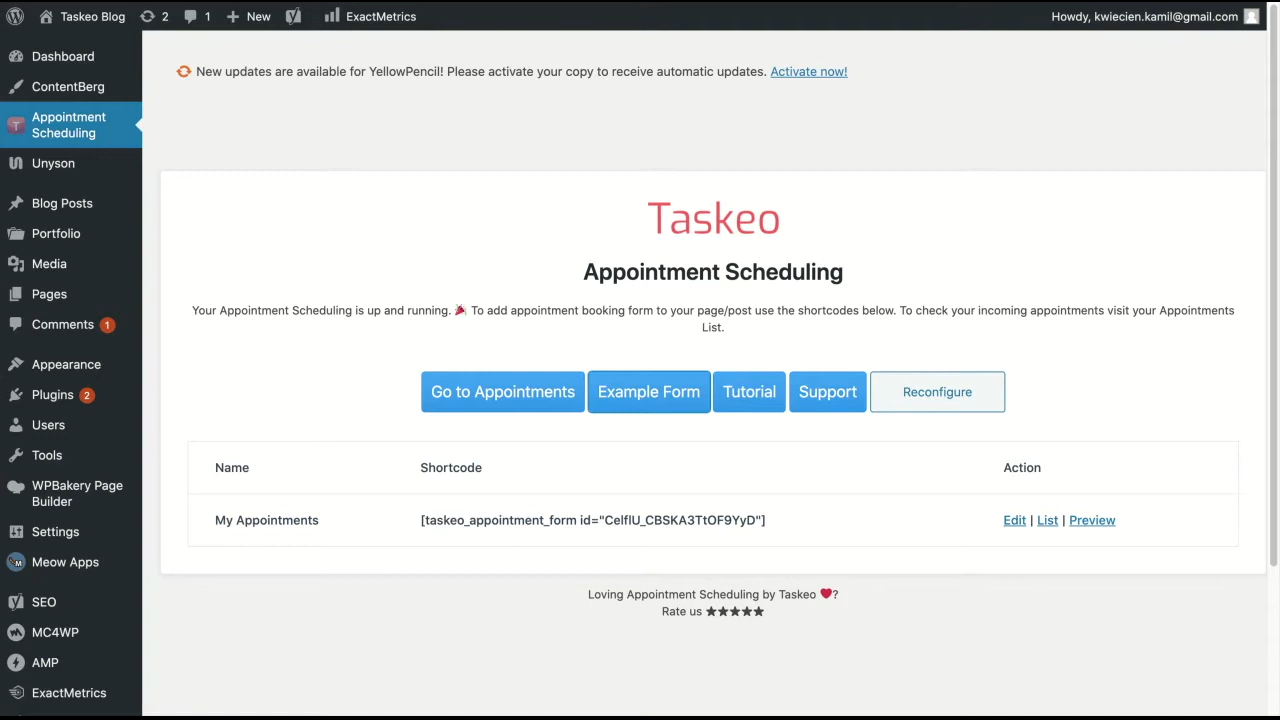 Taskeo Blog 2 1 New ExactMetrics Howdy, kwiecien.kamil@gmail.com
Dashboard
ContentBerg
Appointment
Scheduling
Unyson
Blog Posts
Portfolio
Media
Pages
Comments 1
Appearance
Plugins 2
Users
Tools
WPBakery Page
Builder
Settings
Meow Apps
SEO
MC4WP
AMP
ExactMetrics
New updates are available for YellowPencil! Please activate your copy to receive automatic updates. Activate now!
Taskeo
Appointment Scheduling
Your Appointment Scheduling is up and running. 🎉 To add appointment booking form to your page/post use the shortcodes below. To check your incoming appointments visit your Appointments
List.
Go to Appointments Example Form Tutorial Support Reconfigure
Name Shortcode Action
My Appointments [taskeo_appointment_form id="CelflU_CBSKA3TtOF9YyD"] Edit | List | Preview
Loving Appointment Scheduling by Taskeo ❤️?
Rate us ★★★★★